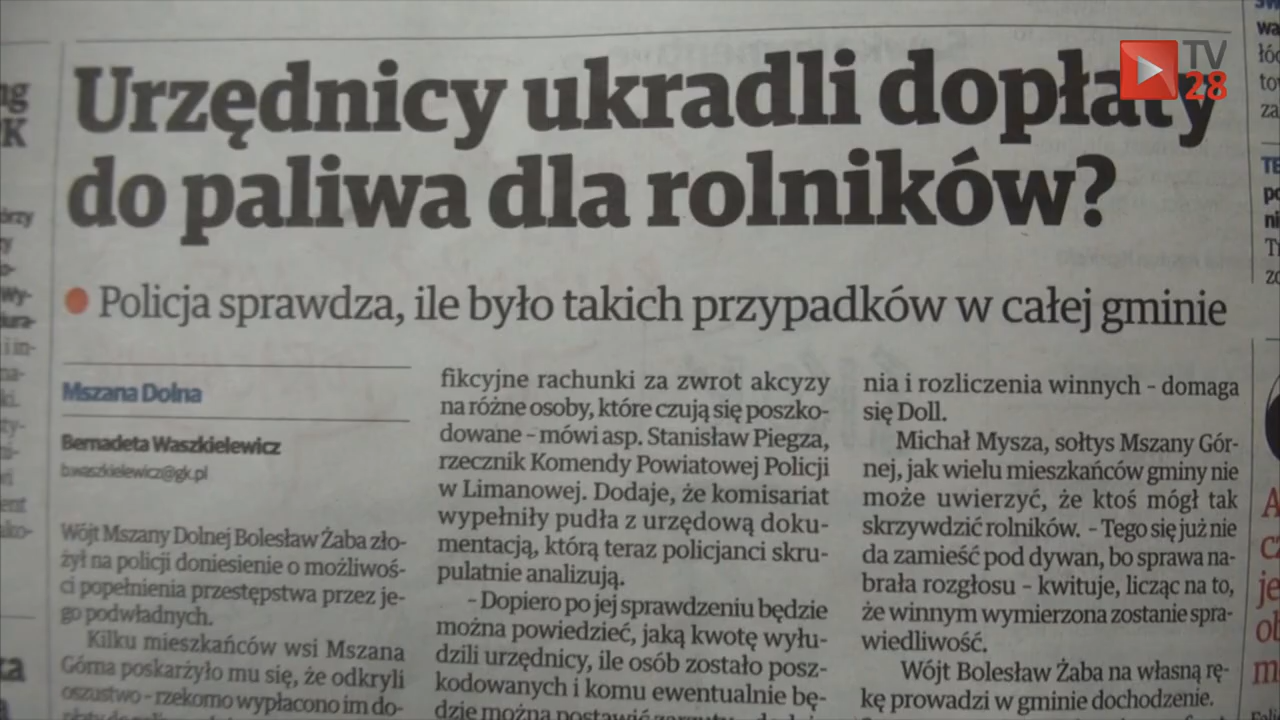 Urzędnicy ukradli dopłaty
do paliwa dla rolników?
Policja sprawdza, ile było takich przypadków w całej gminie
Mszana Dolna
Bernadeta Waszkielewicz
b.waszkielewicz@gk.pl
Wójt Mszany Dolnej Bolesław Żaba zło-
żył na policji doniesienie o możliwoś-
ci popełnienia przestępstwa przez je-
go podwładnych.
Kilku mieszkańców wsi Mszana
Górna poskarżyło mu się, że odkryli
oszustwo - rzekomo wypłacono im do-
fikcyjne rachunki za zwrot akcyzy
na różne osoby, które czują się poszko-
dowane - mówi asp. Stanisław Piegza,
rzecznik Komendy Powiatowej Policji
w Limanowej. Dodaje, że komisariat
wypełniły pudła z urzędową doku-
mentacją, którą teraz policjanci skru-
pulatnie analizują.
- Dopiero po jej sprawdzeniu będzie
można powiedzieć, jaką kwotę wyłu-
dzili urzędnicy, ile osób zostało posz-
kodowanych i komu ewentualnie bę-
nia i rozliczenia winnych - domaga
się Doll.
Michał Mysza, sołtys Mszany Gór-
nej, jak wielu mieszkańców gminy nie
może uwierzyć, że ktoś mógł tak
skrzywdzić rolników. - Tego się już nie
da zamieść pod dywan, bo sprawa na-
brała rozgłosu - kwituje, licząc na to,
że winnym wymierzona zostanie spra-
wiedliwość.
Wójt Bolesław Żaba na własną rę-
kę prowadzi w gminie dochodzenie.
TV
28